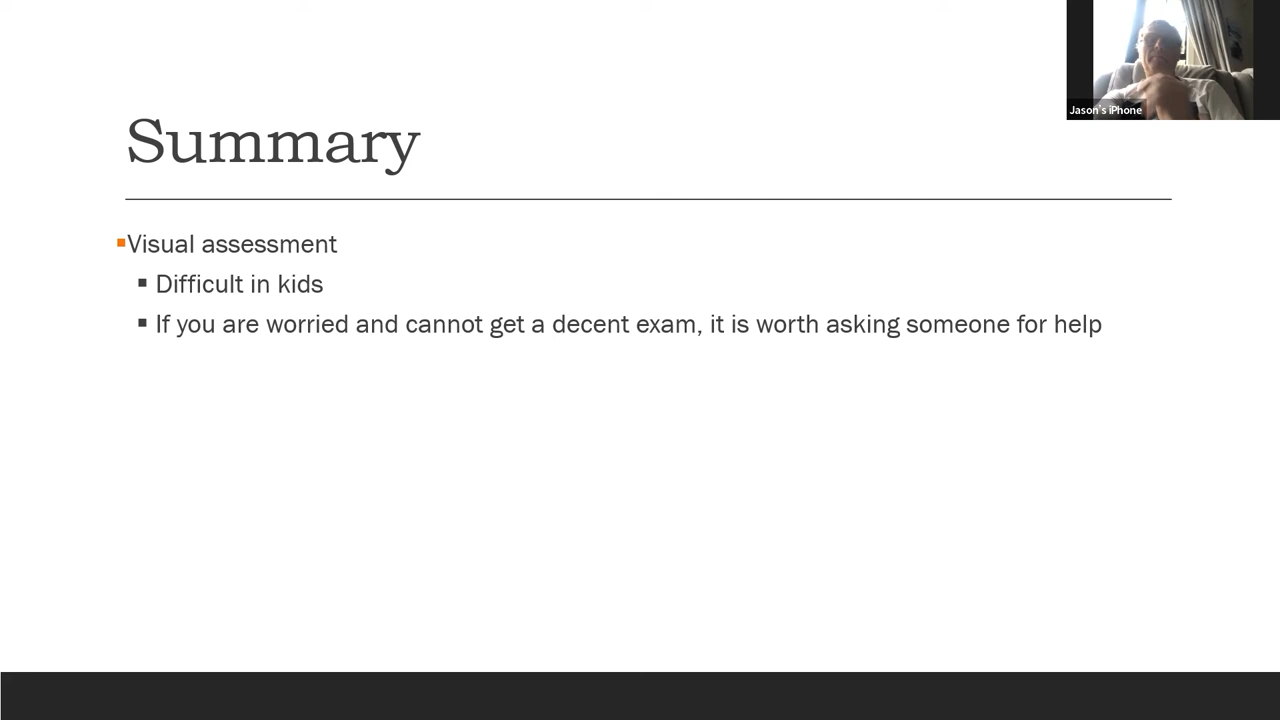 Jason's iPhone
Summary
Visual assessment
Difficult in kids
If you are worried and cannot get a decent exam, it is worth asking someone for help